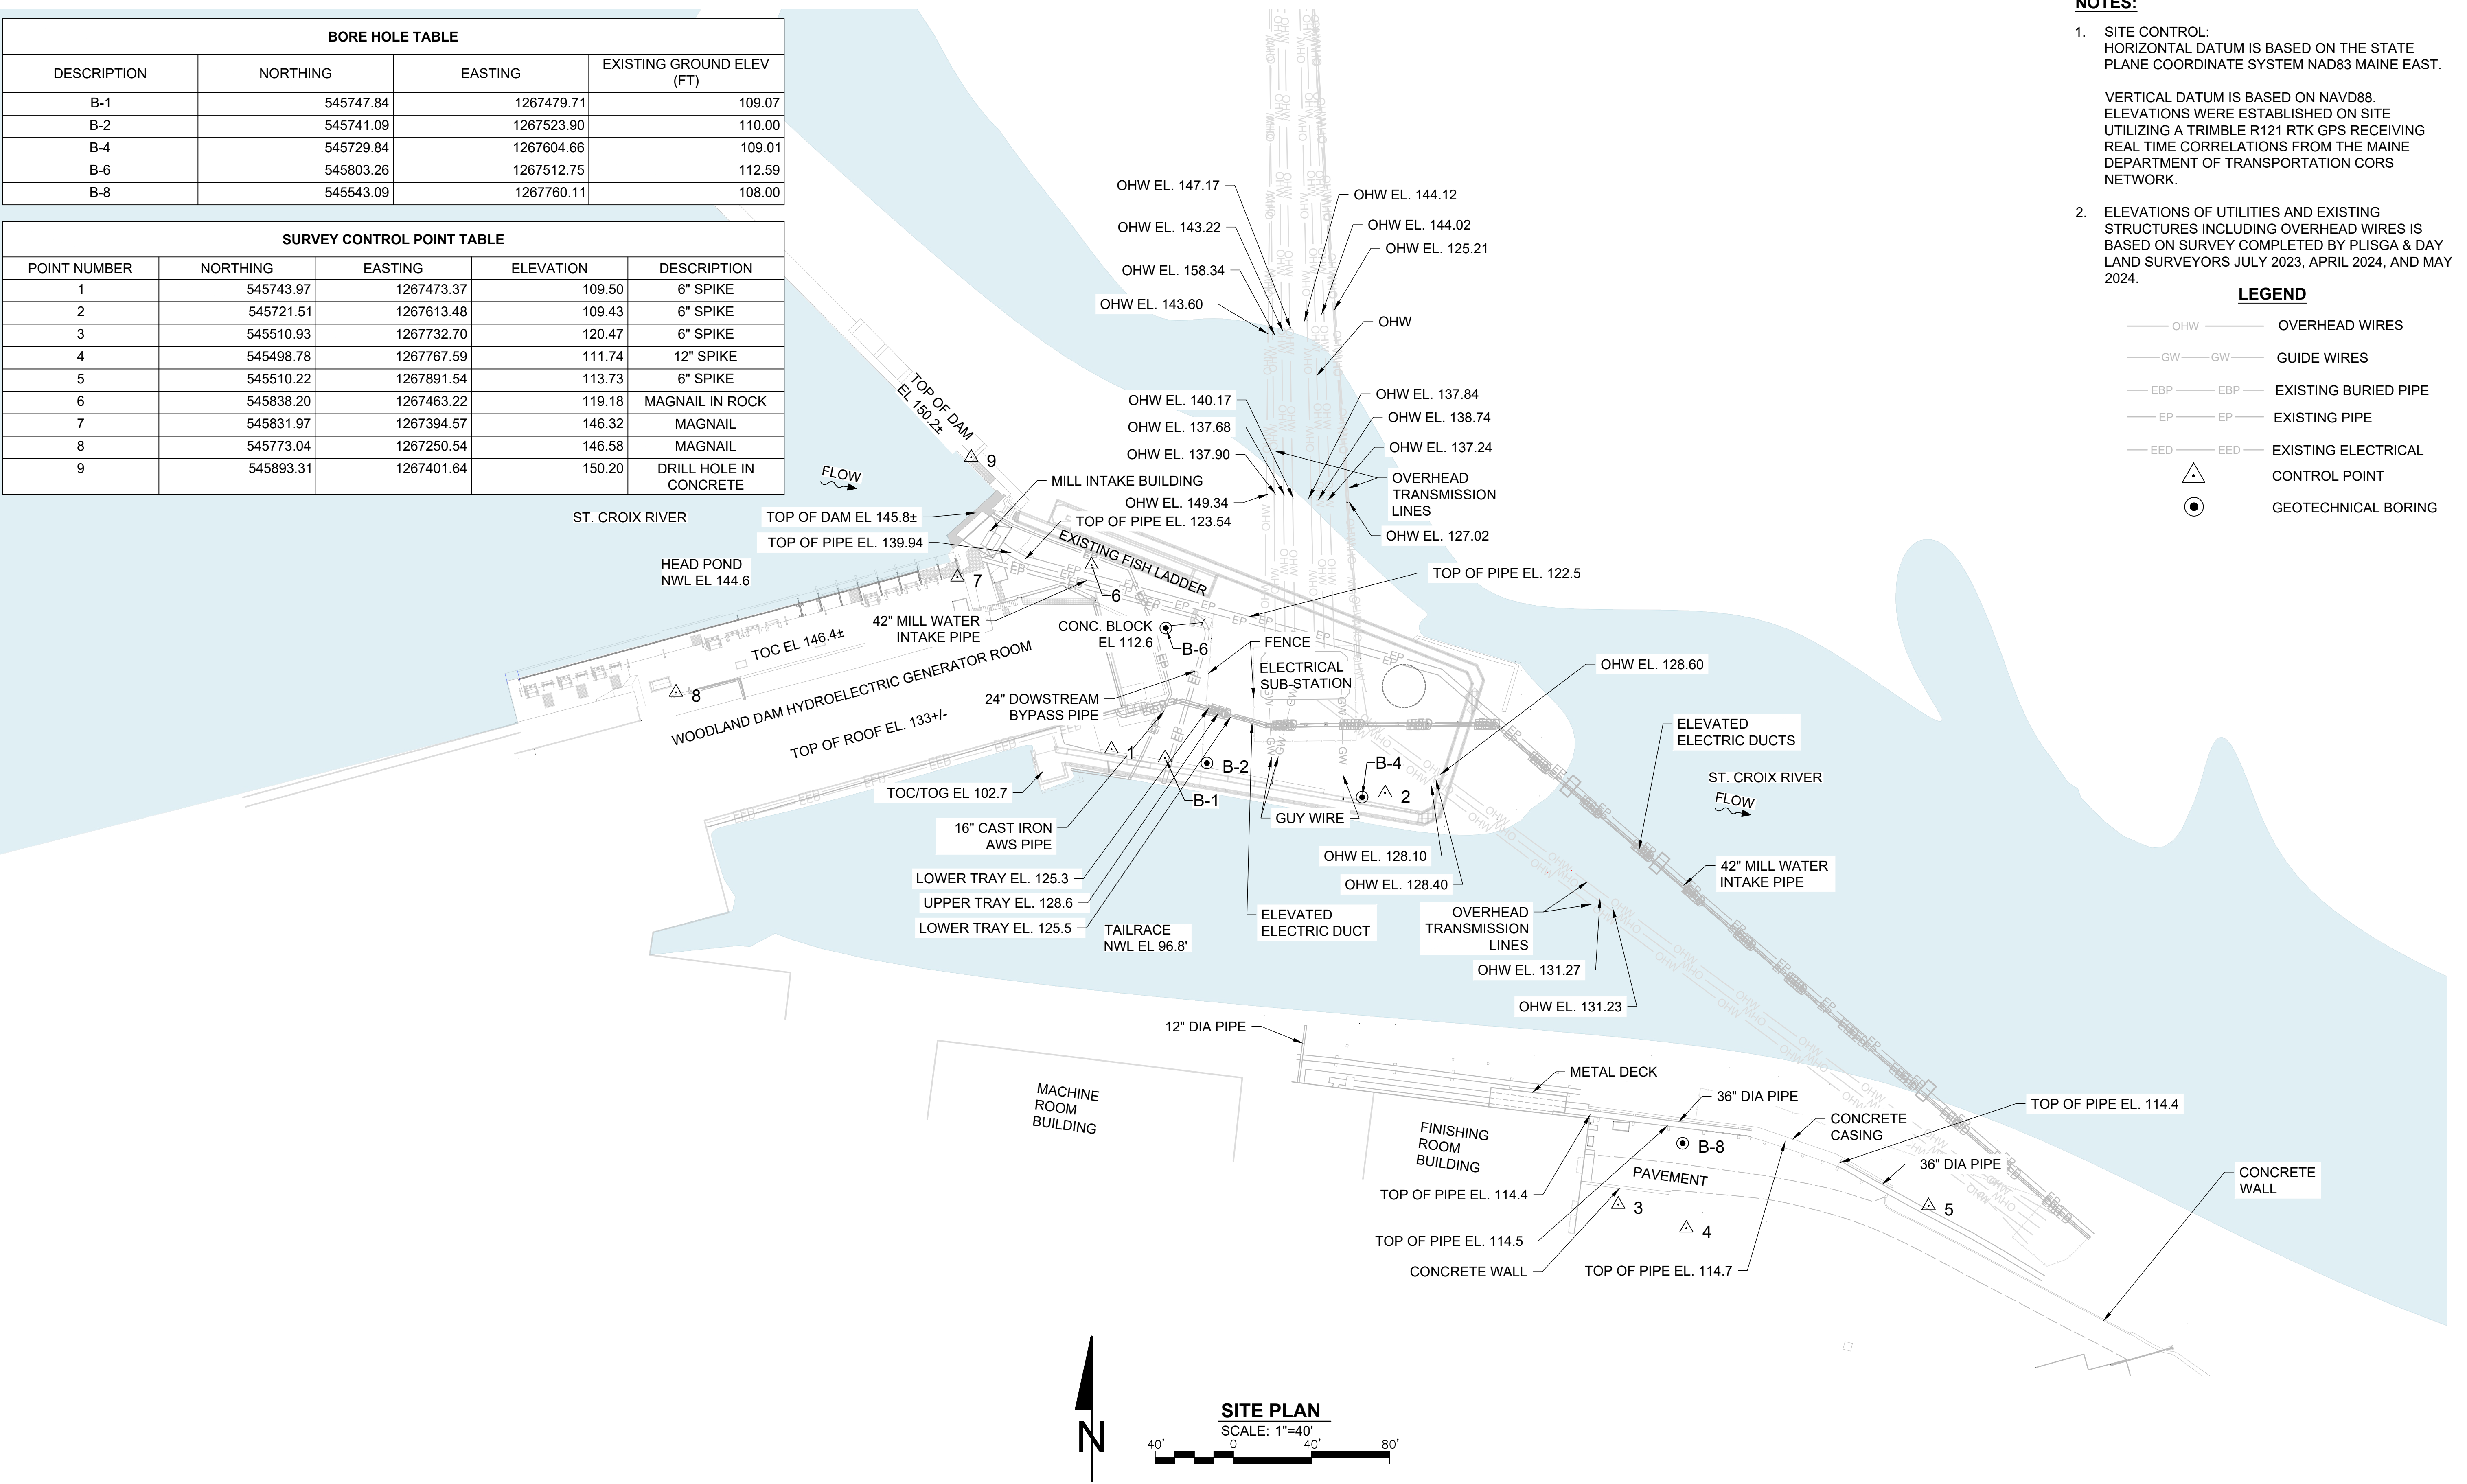 BORE HOLE TABLE
DESCRIPTION NORTHING EASTING EXISTING GROUND ELEV (FT)
B-1 545747.84 1267479.71 109.07
B-2 545741.09 1267523.90 110.00
B-4 545729.84 1267604.66 109.01
B-6 545803.26 1267512.75 112.59
B-8 545543.09 1267760.11 108.00
SURVEY CONTROL POINT TABLE
POINT NUMBER NORTHING EASTING ELEVATION DESCRIPTION
1 545743.97 1267473.37 109.50 6" SPIKE
2 545721.51 1267613.48 109.43 6" SPIKE
3 545510.93 1267732.70 120.47 6" SPIKE
4 545498.78 1267767.59 111.74 12" SPIKE
5 545510.22 1267891.54 113.73 6" SPIKE
6 545838.20 1267463.22 119.18 MAGNAIL IN ROCK
7 545831.97 1267394.57 146.32 MAGNAIL
8 545773.04 1267250.54 146.58 MAGNAIL
9 545893.31 1267401.64 150.20 DRILL HOLE IN CONCRETE
NOTES:
1. SITE CONTROL:
HORIZONTAL DATUM IS BASED ON THE STATE
PLANE COORDINATE SYSTEM NAD83 MAINE EAST.
VERTICAL DATUM IS BASED ON NAVD88.
ELEVATIONS WERE ESTABLISHED ON SITE
UTILIZING A TRIMBLE R121 RTK GPS RECEIVING
REAL TIME CORRELATIONS FROM THE MAINE
DEPARTMENT OF TRANSPORTATION CORS
NETWORK.
2. ELEVATIONS OF UTILITIES AND EXISTING
STRUCTURES INCLUDING OVERHEAD WIRES IS
BASED ON SURVEY COMPLETED BY PLISGA & DAY
LAND SURVEYORS JULY 2023, APRIL 2024, AND MAY
2024.
LEGEND
OHW OVERHEAD WIRES
GW GW GUIDE WIRES
EBP EBP EXISTING BURIED PIPE
EP EP EXISTING PIPE
EED EED EXISTING ELECTRICAL
CONTROL POINT
GEOTECHNICAL BORING
OHW EL. 147.17
OHW EL. 143.22
OHW EL. 158.34
OHW EL. 143.60
OHW EL. 144.12
OHW EL. 144.02
OHW EL. 125.21
OHW
TOP OF DAM
EL 150.2±
9
FLOW
ST. CROIX RIVER
HEAD POND
NWL EL 144.6
TOP OF DAM EL 145.8±
TOP OF PIPE EL. 139.94
MILL INTAKE BUILDING
TOP OF PIPE EL. 123.54
EXISTING FISH LADDER
OHW EL. 140.17
OHW EL. 137.68
OHW EL. 137.90
OHW EL. 149.34
OHW EL. 137.84
OHW EL. 138.74
OHW EL. 137.24
OVERHEAD
TRANSMISSION
LINES
OHW EL. 127.02
TOP OF PIPE EL. 122.5
7
6
42" MILL WATER
INTAKE PIPE
CONC. BLOCK
EL 112.6
B-6
FENCE
ELECTRICAL
SUB-STATION
OHW EL. 128.60
TOC EL 146.4±
8
WOODLAND DAM HYDROELECTRIC GENERATOR ROOM
TOP OF ROOF EL. 133+/-
24" DOWSTREAM
BYPASS PIPE
1
B-2
B-1
B-4
2
GUY WIRE
TOC/TOG EL 102.7
16" CAST IRON
AWS PIPE
LOWER TRAY EL. 125.3
UPPER TRAY EL. 128.6
LOWER TRAY EL. 125.5
TAILRACE
NWL EL 96.8'
ELEVATED
ELECTRIC DUCT
OHW EL. 128.10
OHW EL. 128.40
OVERHEAD
TRANSMISSION
LINES
OHW EL. 131.27
OHW EL. 131.23
ELEVATED
ELECTRIC DUCTS
ST. CROIX RIVER
FLOW
42" MILL WATER
INTAKE PIPE
12" DIA PIPE
MACHINE
ROOM
BUILDING
METAL DECK
36" DIA PIPE
FINISHING
ROOM
BUILDING
B-8
CONCRETE
CASING
TOP OF PIPE EL. 114.4
PAVEMENT
36" DIA PIPE
CONCRETE
WALL
TOP OF PIPE EL. 114.4
3
4
5
TOP OF PIPE EL. 114.5
CONCRETE WALL
TOP OF PIPE EL. 114.7
N
SITE PLAN
SCALE: 1"=40'
40' 0 40' 80'